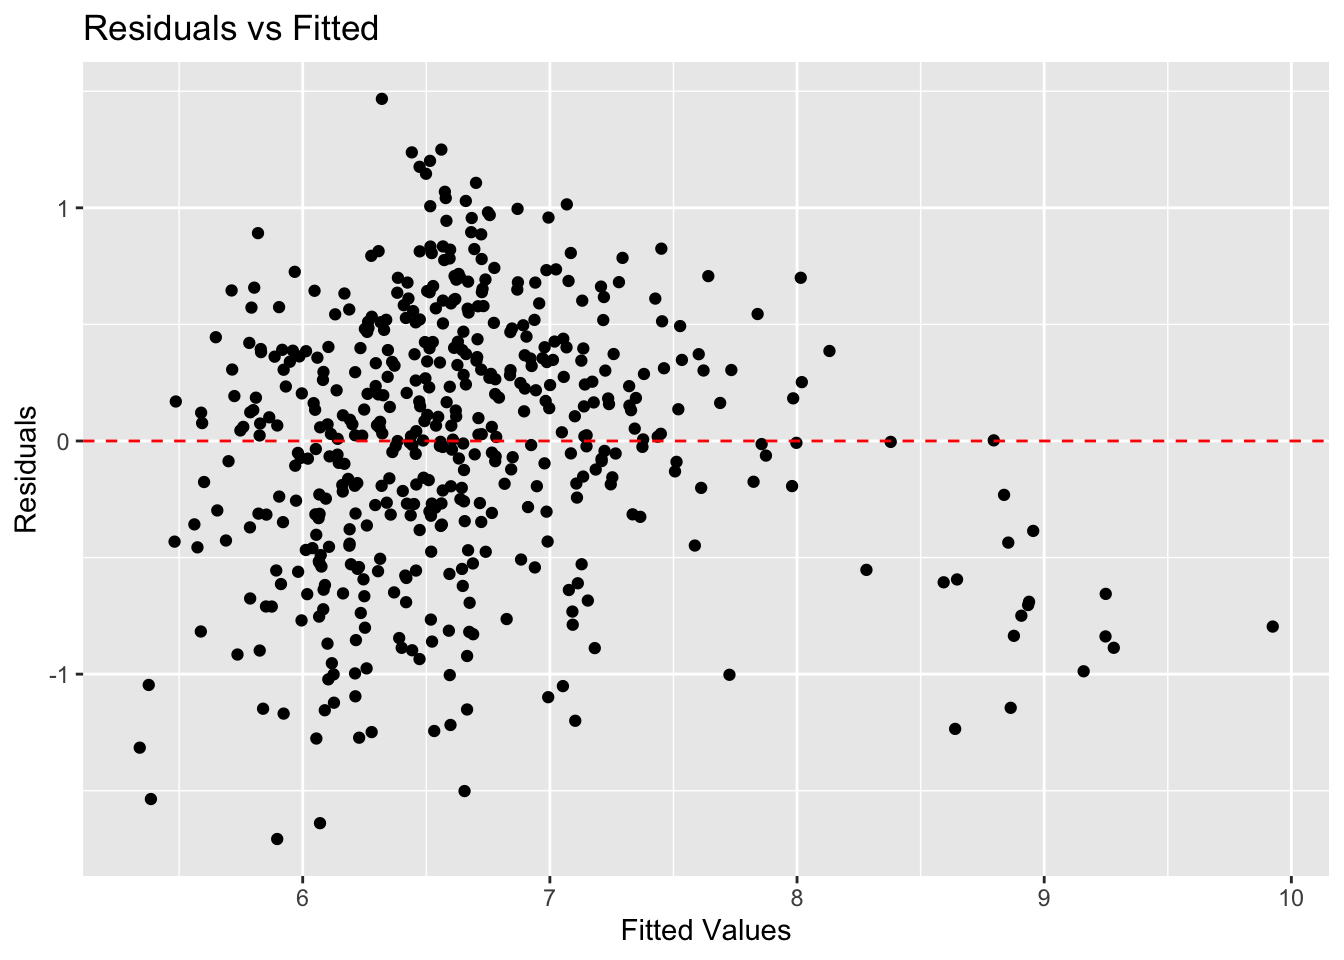 Residuals vs Fitted
1
0
-1
Residuals
6 7 8 9 10
Fitted Values